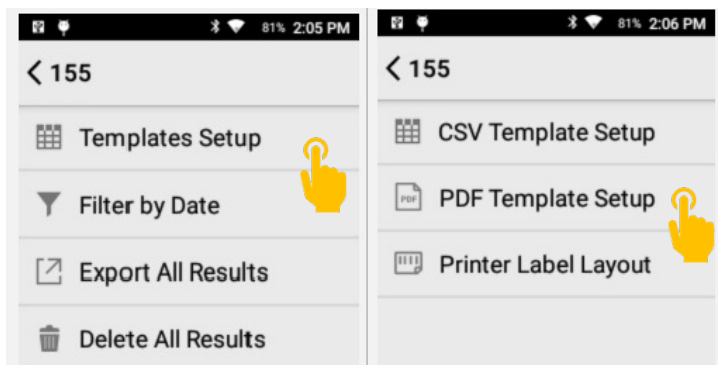 81% 2:05 PM
155
Templates Setup
Filter by Date
Export All Results
Delete All Results
81% 2:06 PM
155
CSV Template Setup
PDF
PDF Template Setup
Printer Label Layout